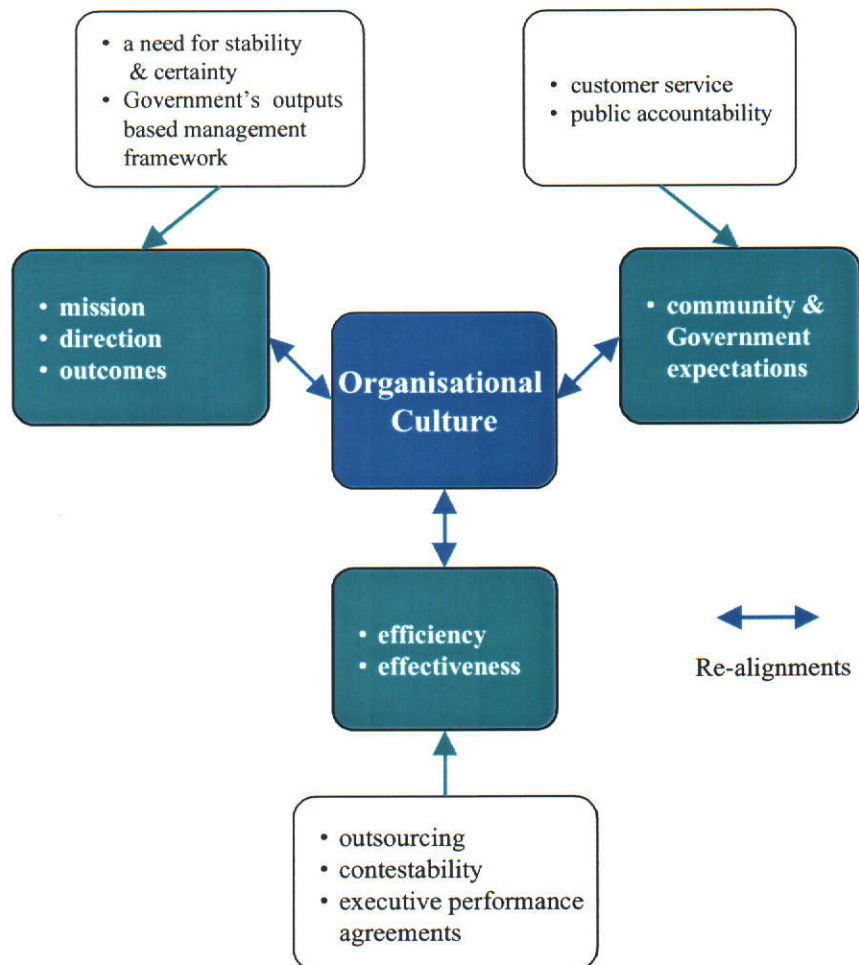 • a need for stability
& certainty
• Government's outputs
based management
framework
• customer service
• public accountability
• mission
• direction
• outcomes
Organisational
Culture
• community &
Government
expectations
• efficiency
• effectiveness
Re-alignments
• outsourcing
• contestability
• executive performance
agreements